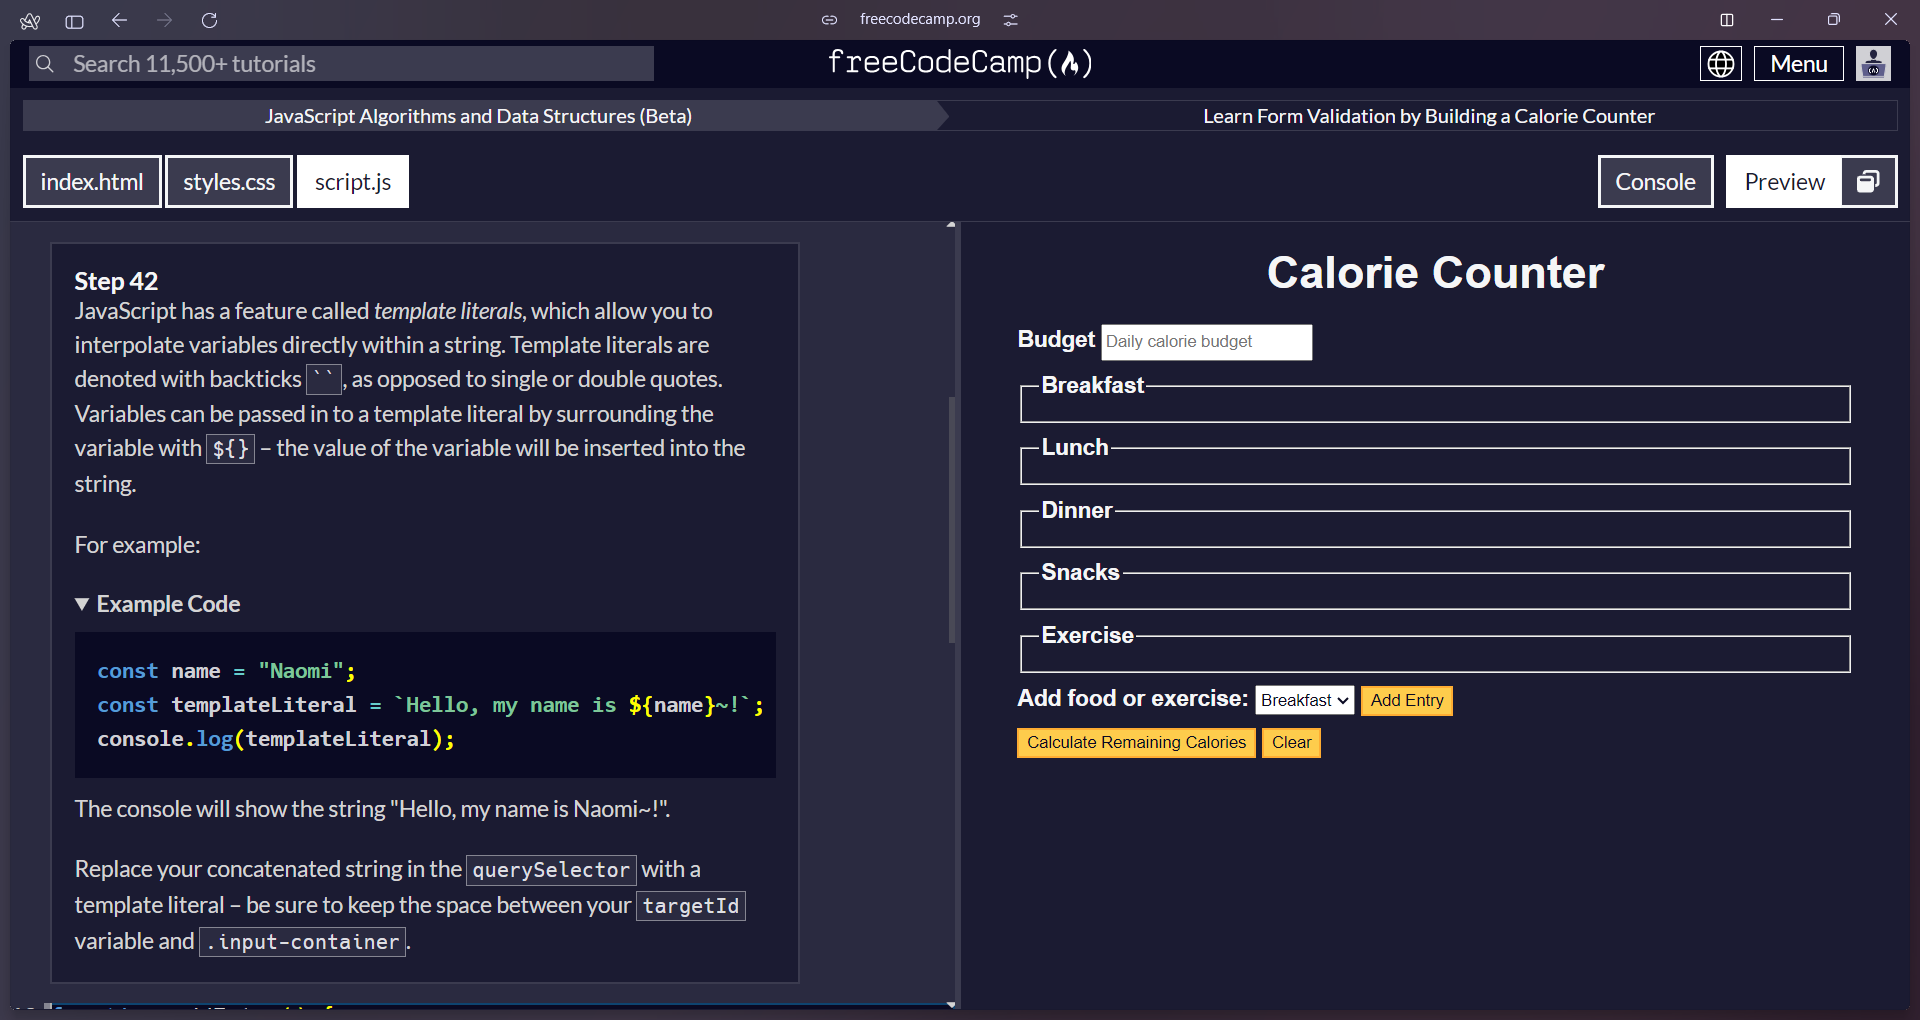 freecodecamp.org
Search 11,500+ tutorials
freeCodeCamp(🔥)
Menu
JavaScript Algorithms and Data Structures (Beta)
Learn Form Validation by Building a Calorie Counter
index.html
styles.css
script.js
Console
Preview
Step 42
JavaScript has a feature called template literals, which allow you to
interpolate variables directly within a string. Template literals are
denoted with backticks ``, as opposed to single or double quotes.
Variables can be passed in to a template literal by surrounding the
variable with ${} – the value of the variable will be inserted into the
string.
For example:
Example Code
const name = "Naomi";
const templateLiteral = `Hello, my name is ${name}~!`;
console.log(templateLiteral);
The console will show the string "Hello, my name is Naomi~!".
Replace your concatenated string in the querySelector with a
template literal – be sure to keep the space between your targetId
variable and .input-container.
Calorie Counter
Budget Daily calorie budget
Breakfast
Lunch
Dinner
Snacks
Exercise
Add food or exercise: Breakfast Add Entry
Calculate Remaining Calories Clear